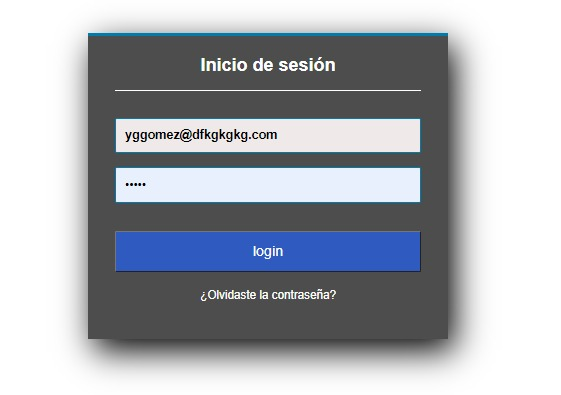 Inicio de sesión
yggomez@dfkgkgkg.com
•••••
login
¿Olvidaste la contraseña?